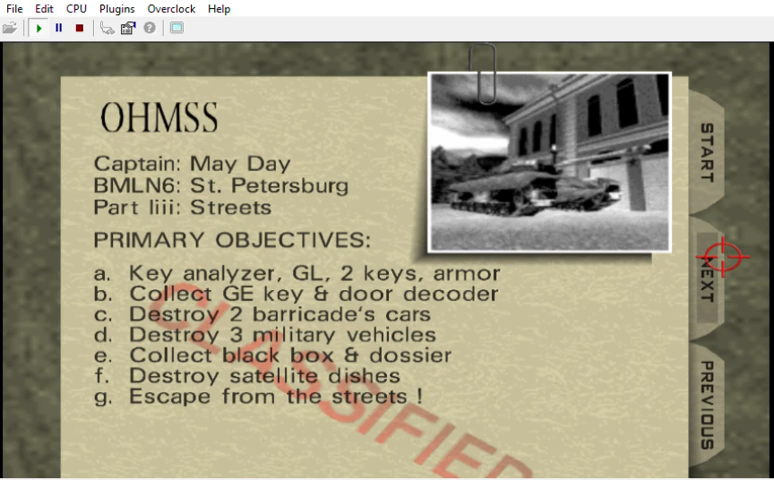 File Edit CPU Plugins Overclock Help
OHMSS
Captain: May Day
BMLN6: St. Petersburg
Part liii: Streets
PRIMARY OBJECTIVES:
a. Key analyzer, GL, 2 keys, armor
b. Collect GE key & door decoder
c. Destroy 2 barricade's cars
d. Destroy 3 military vehicles
e. Collect black box & dossier
f. Destroy satellite dishes
g. Escape from the streets !
CLASSIFIED
START
NEXT
PREVIOUS